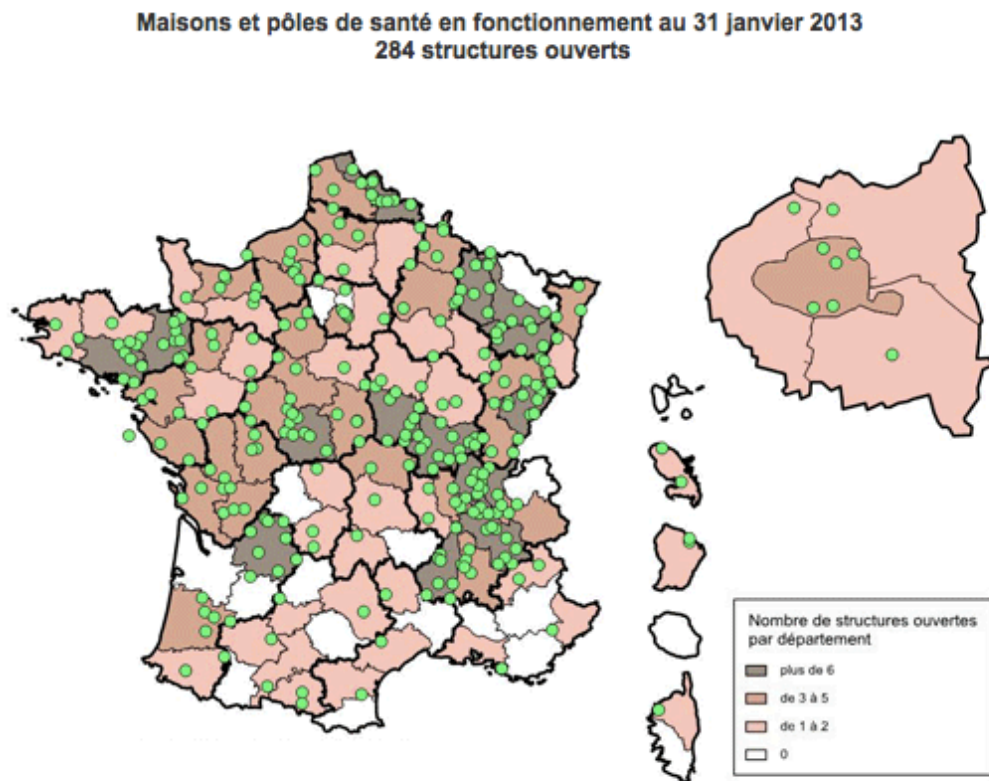 Maisons et pôles de santé en fonctionnement au 31 janvier 2013
284 structures ouverts
Nombre de structures ouvertes
par département
plus de 6
de 3 à 5
de 1 à 2
0